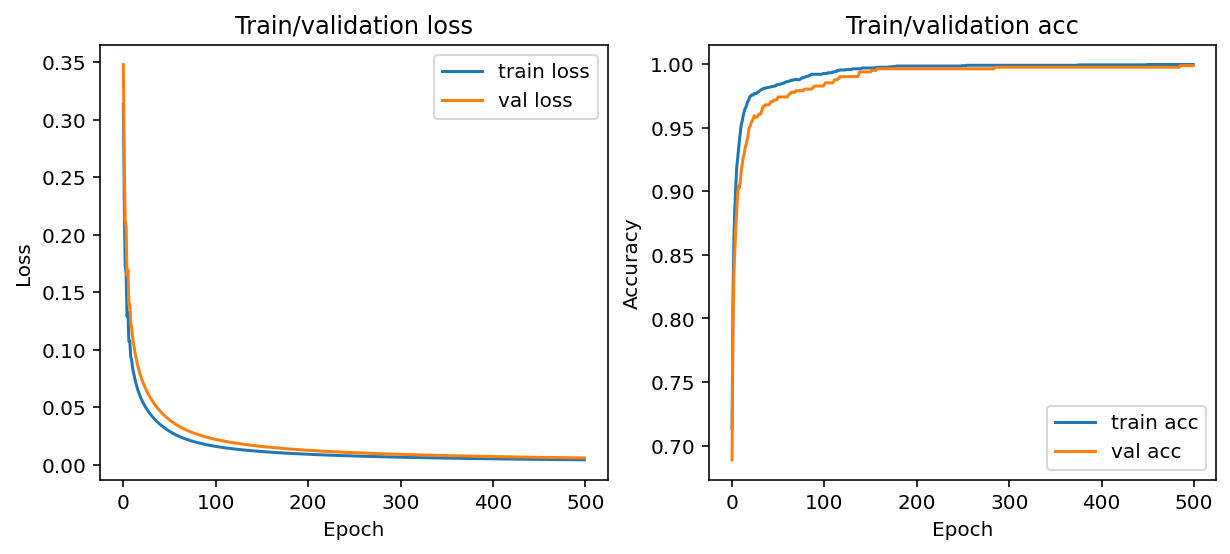 Train/validation loss
0.35
0.30
0.25
0.20
0.15
0.10
0.05
0.00
Loss
train loss
val loss
0 100 200 300 400 500
Epoch
Train/validation acc
1.00
0.95
0.90
0.85
0.80
0.75
0.70
Accuracy
train acc
val acc
0 100 200 300 400 500
Epoch